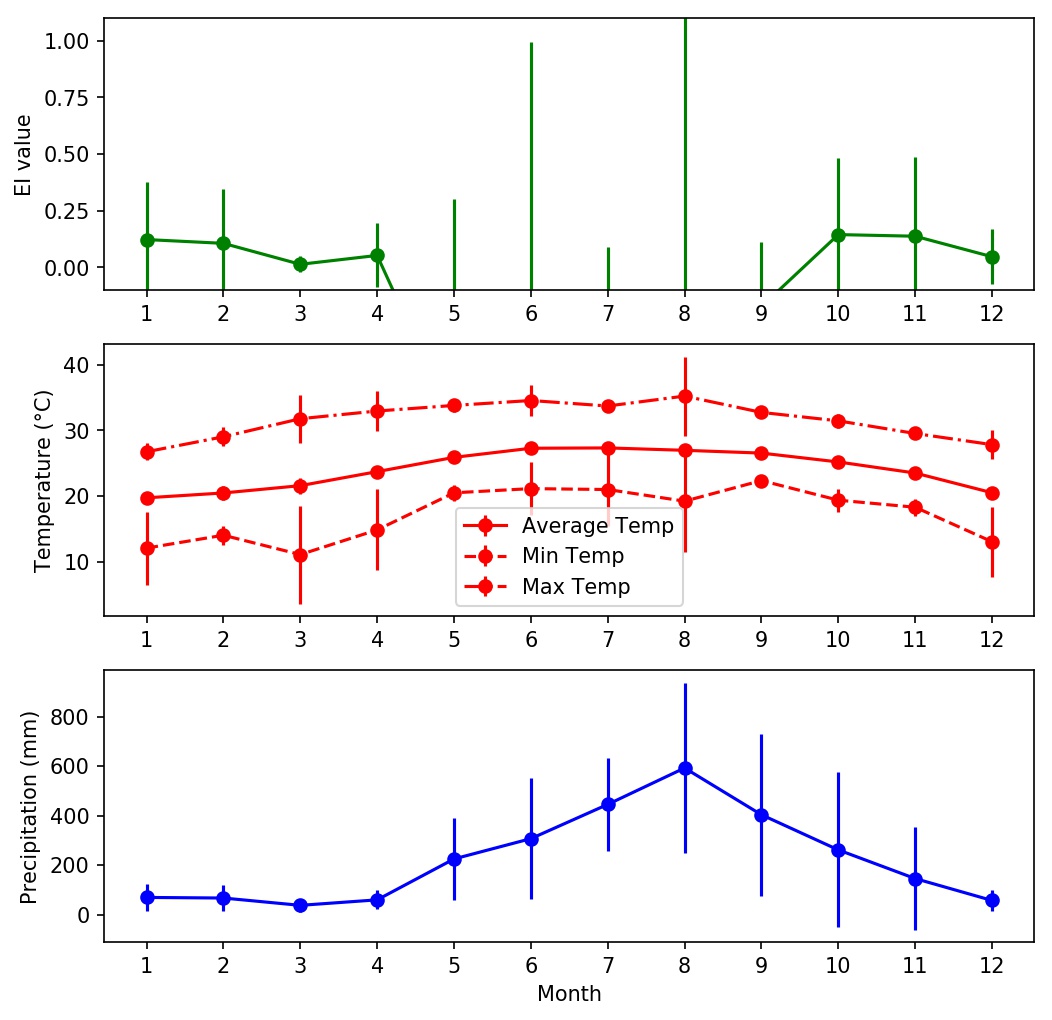 EI value
1.00
0.75
0.50
0.25
0.00
1 2 3 4 5 6 7 8 9 10 11 12
Temperature (°C)
40
30
20
10
Average Temp
Min Temp
Max Temp
1 2 3 4 5 6 7 8 9 10 11 12
Precipitation (mm)
800
600
400
200
0
1 2 3 4 5 6 7 8 9 10 11 12
Month